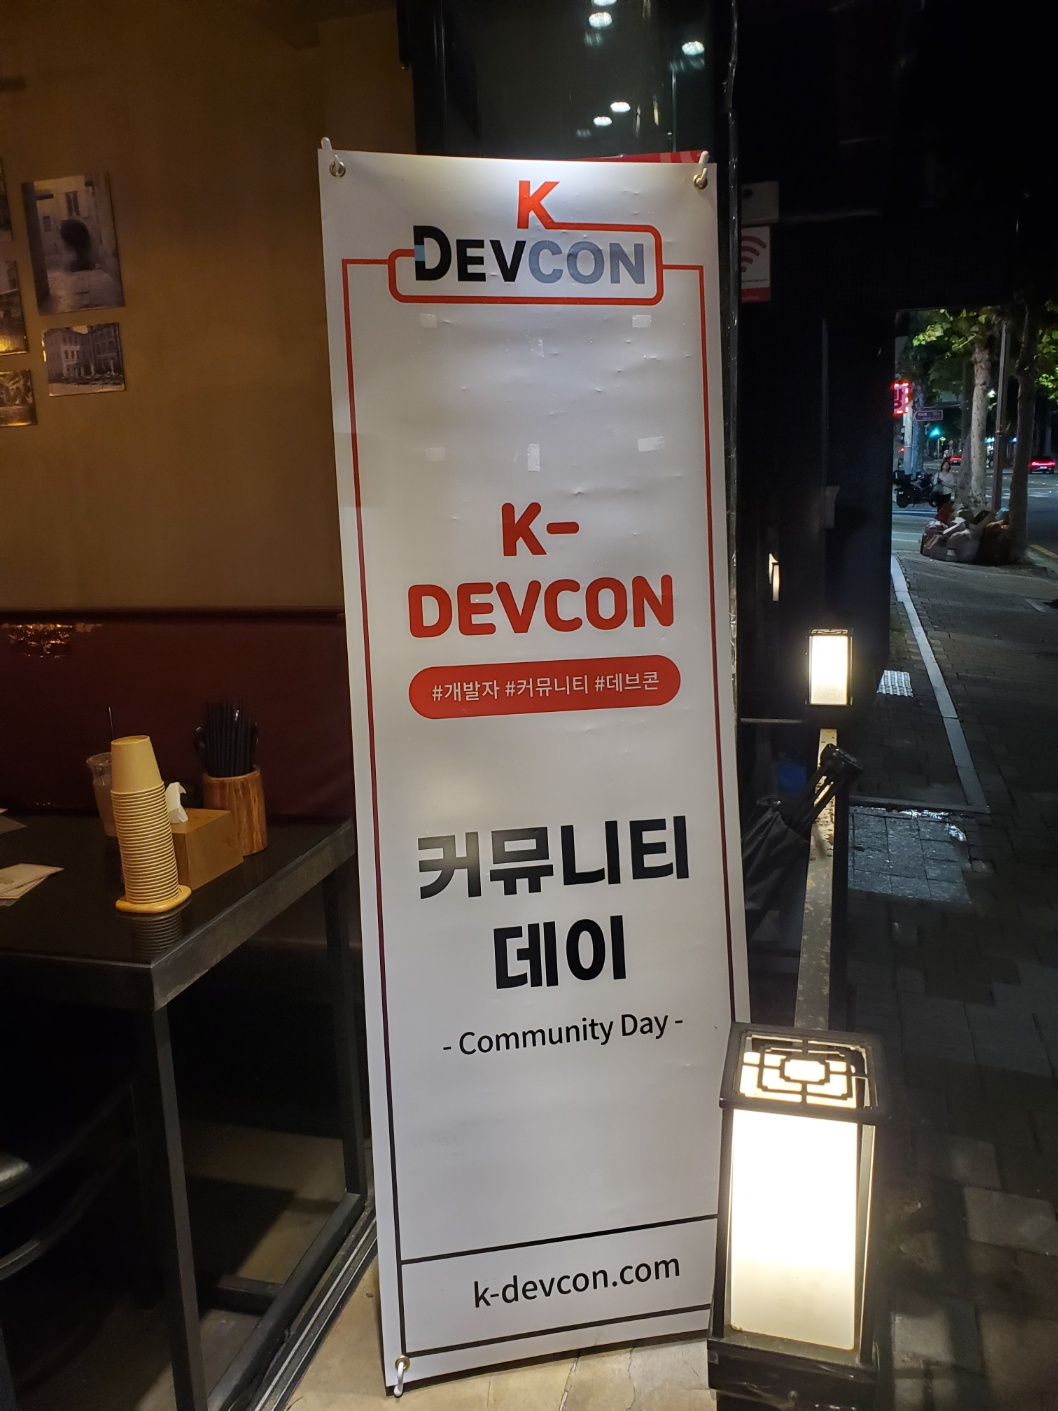 K
DEVCON
K-
DEVCON
#개발자 #커뮤니티 #데브콘
커뮤니티
데이
- Community Day -
k-devcon.com